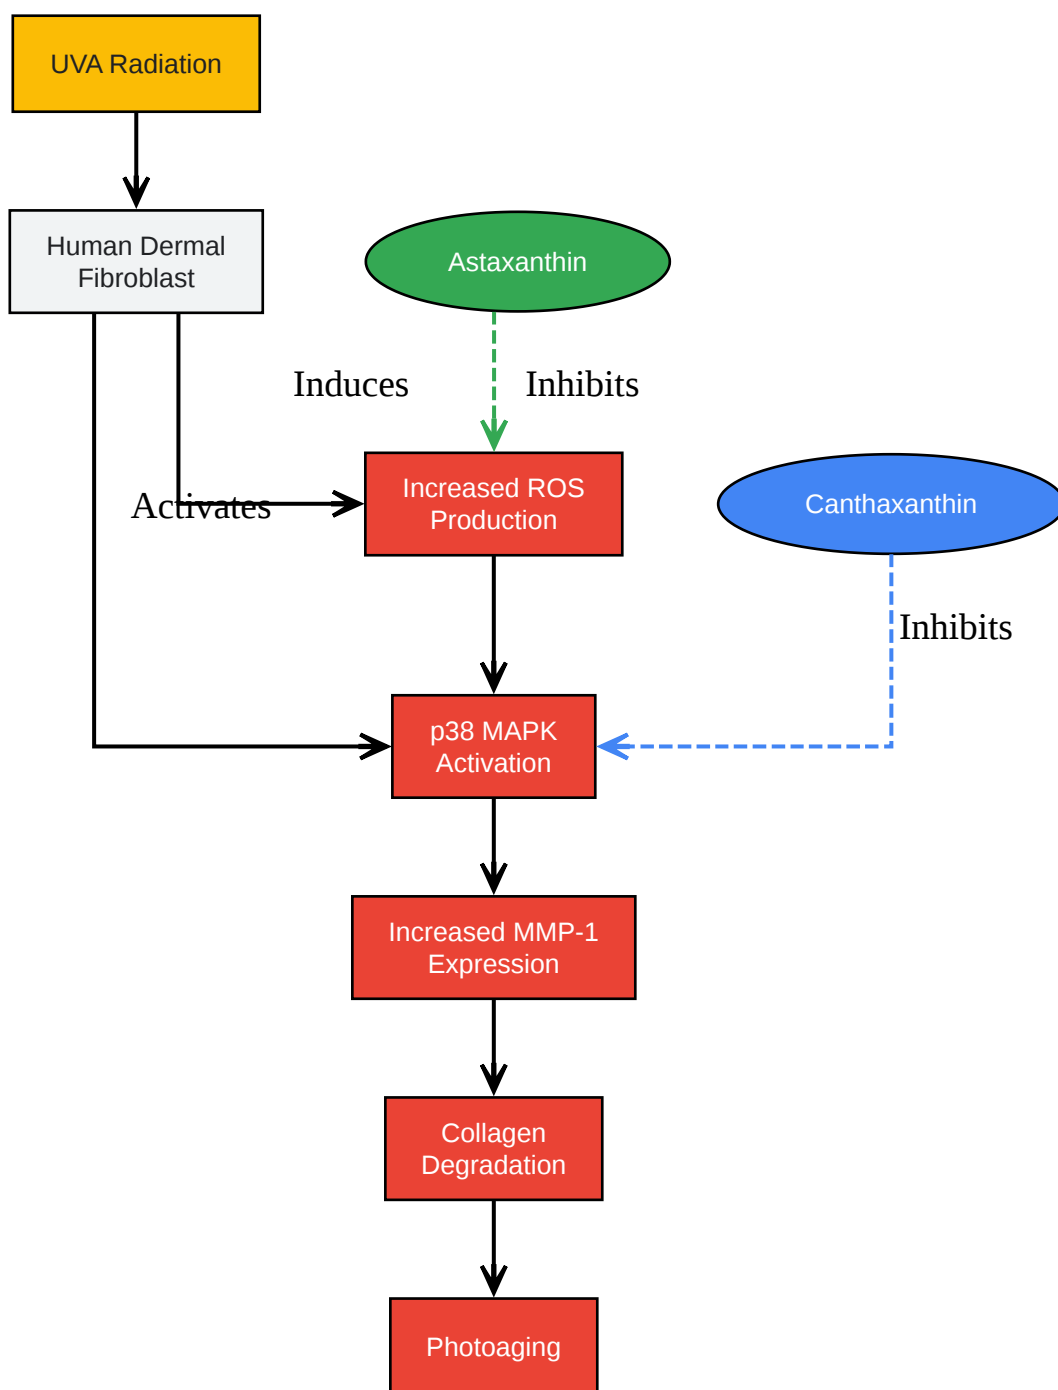 UVA Radiation
Human Dermal
Fibroblast
Astaxanthin
Induces
Inhibits
Activates
Increased ROS
Production
Canthaxanthin
Inhibits
p38 MAPK
Activation
Increased MMP-1
Expression
Collagen
Degradation
Photoaging